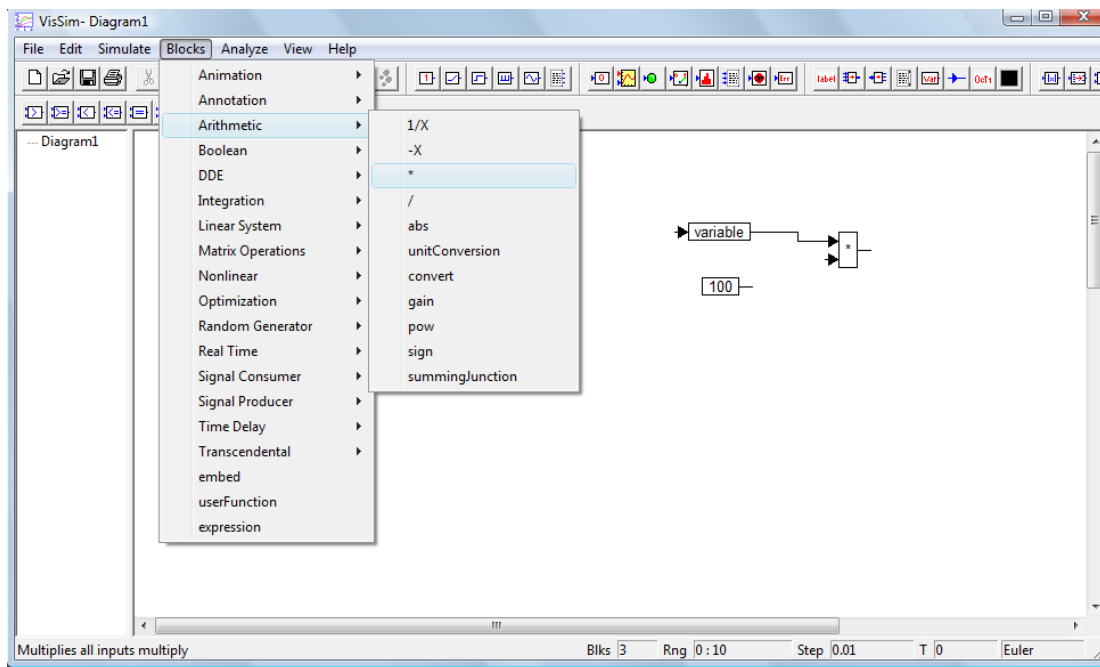 VisSim- Diagram1
File Edit Simulate Blocks Analyze View Help
label Var
Animation
Annotation
Arithmetic
Boolean
DDE
Integration
Linear System
Matrix Operations
Nonlinear
Optimization
Random Generator
Real Time
Signal Consumer
Signal Producer
Time Delay
Transcendental
embed
userFunction
expression
1/X
-X
*
/
abs
unitConversion
convert
gain
pow
sign
summingJunction
Diagram1
variable
*
100
Multiplies all inputs multiply Blks 3 Rng 0 : 10 Step 0.01 T 0 Euler